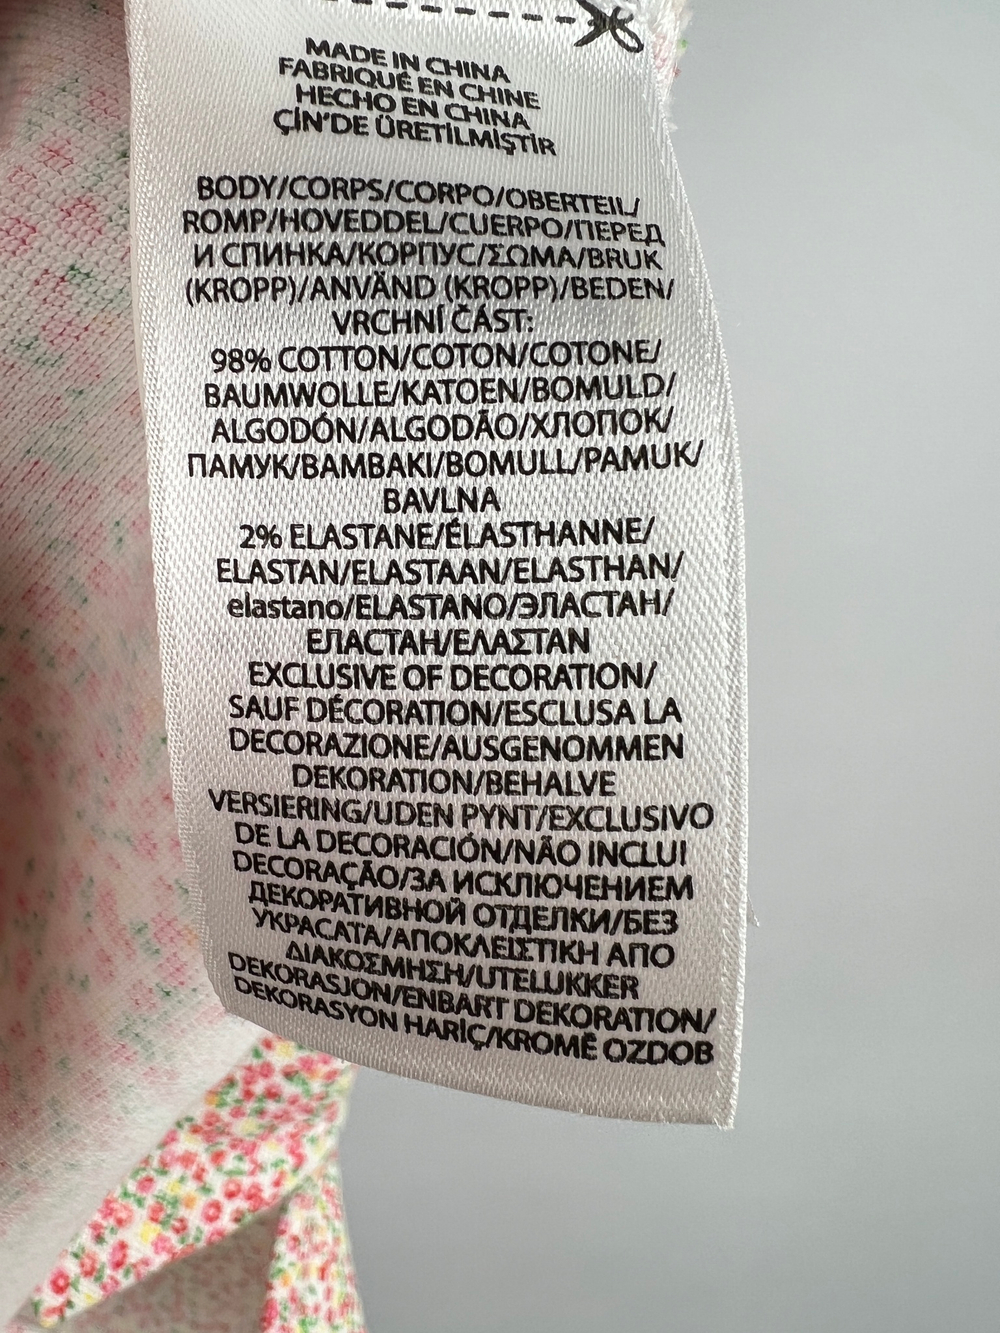 MADE IN CHINA
FABRIQUÉ EN CHINE
HECHO EN CHINA
ÇİN'DE ÜRETİLMİŞTİR
BODY/CORPS/CORPO/OBERTEIL/
ROMP/HOVEDDEL/CUERPO/ПЕРЕД
И СПИНКА/КОРПУС/ΣΩΜΑ/BRUK
(KROPP)/ANVÄND (KROPP)/BEDEN/
VRCHNÍ ČÁST:
98% COTTON/COTON/COTONE/
BAUMWOLLE/KATOEN/BOMULD/
ALGODÓN/ALGODÃO/ХЛОПОК/
ПАМУК/BAMBAKI/BOMULL/PAMUK/
BAVLNA
2% ELASTANE/ÉLASTHANNE/
ELASTAN/ELASTAAN/ELASTHAN/
elastano/ELASTANO/ЭЛАСТАН/
ЕЛАСТАН/ΕΛΑΣΤΑΝ
EXCLUSIVE OF DECORATION/
SAUF DÉCORATION/ESCLUSA LA
DECORAZIONE/AUSGENOMMEN
DEKORATION/BEHALVE
VERSIERING/UDEN PYNT/EXCLUSIVO
DE LA DECORACIÓN/NÃO INCLUI
DECORAÇÃO/ЗА ИСКЛЮЧЕНИЕМ
ДЕКОРАТИВНОЙ ОТДЕЛКИ/БЕЗ
УКРАСАТА/ΑΠΟΚΛΕΙΣΤΙΚΗ ΑΠΟ
ΔΙΑΚΟΣΜΗΣΗ/UTELUKKER
DEKORASJON/ENBART DEKORATION/
DEKORASYON HARİÇ/KROMĚ OZDOB